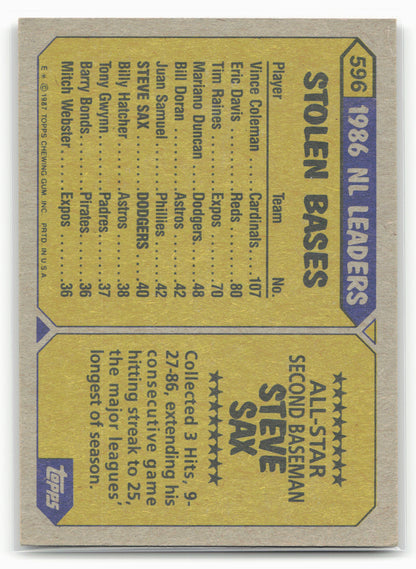 596 1986 NL LEADERS
STOLEN BASES
Player Team No.
Vince Coleman.....Cardinals....107
Eric Davis........Reds......80
Tim Raines......Expos......70
Mariano Duncan...Dodgers.....48
Bill Doran........Astros......42
Juan Samuel.....Phillies.....42
STEVE SAX.....DODGERS....40
Billy Hatcher......Astros......38
Tony Gwynn......Padres......37
Barry Bonds......Pirates......36
Mitch Webster.....Expos......36
E * © 1987 TOPPS CHEWING GUM, INC. PRTD. IN U.S.A.
ALL-STAR
SECOND BASEMAN
STEVE
SAX
Collected 3 Hits, 9-
27-86, extending his
consecutive game
hitting streak to 25,
the major leagues'
longest of season.
topps